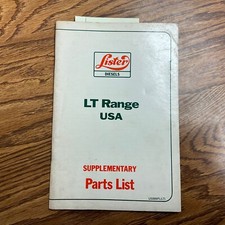 Lister
DIESELS
LT Range
USA
SUPPLEMENTARY
Parts List